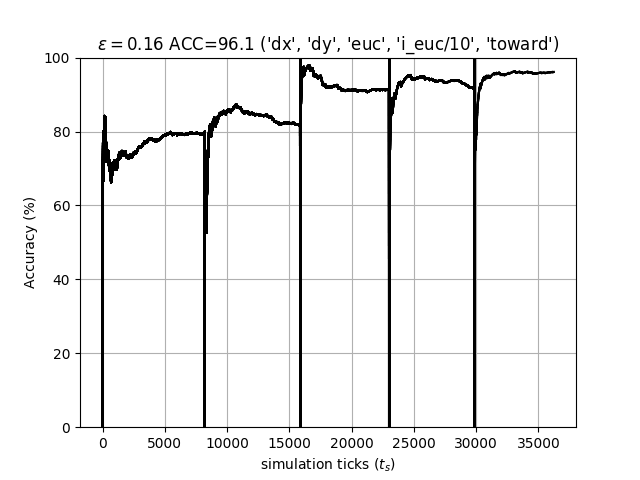 ε = 0.16 ACC=96.1 ('dx', 'dy', 'euc', 'i_euc/10', 'toward')
100
80
60
40
20
0
Accuracy (%)
0 5000 10000 15000 20000 25000 30000 35000
simulation ticks (tₛ)